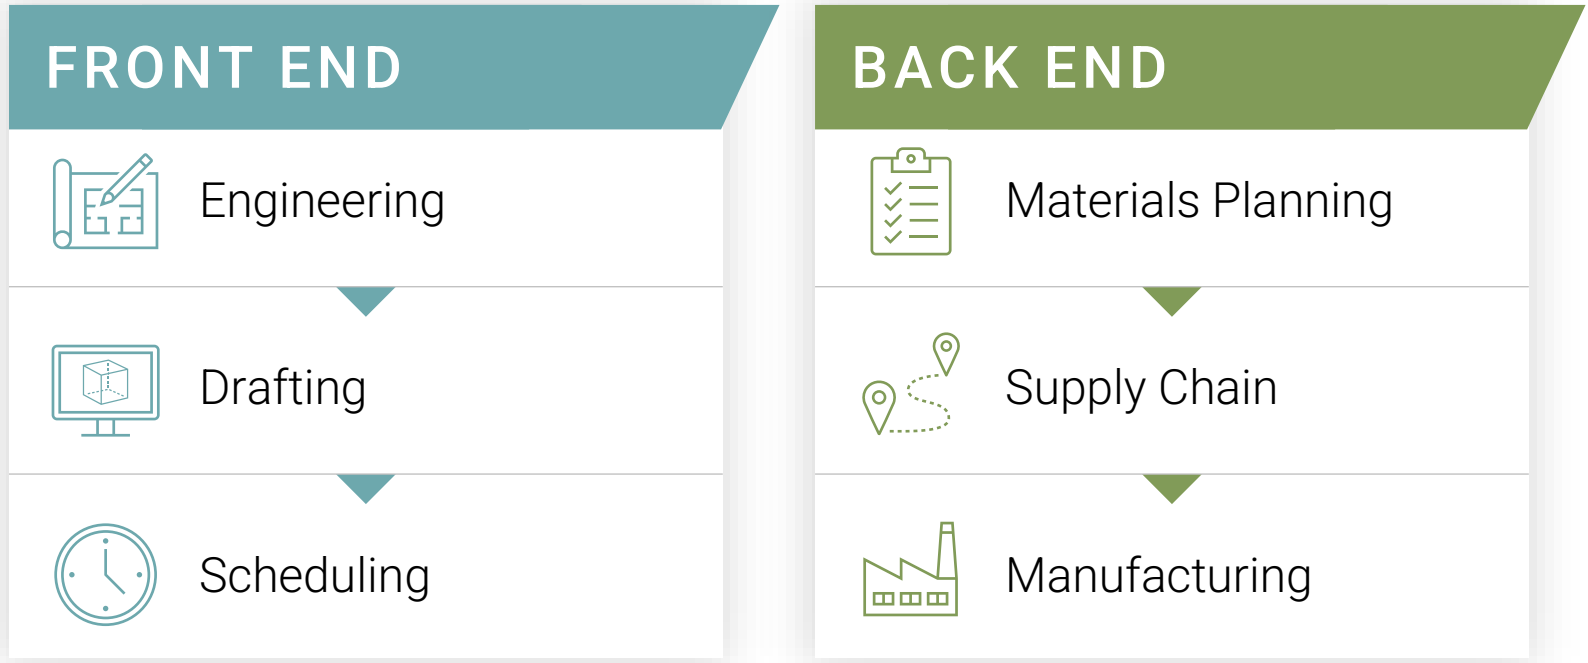 FRONT END
Engineering
Drafting
Scheduling
BACK END
Materials Planning
Supply Chain
Manufacturing